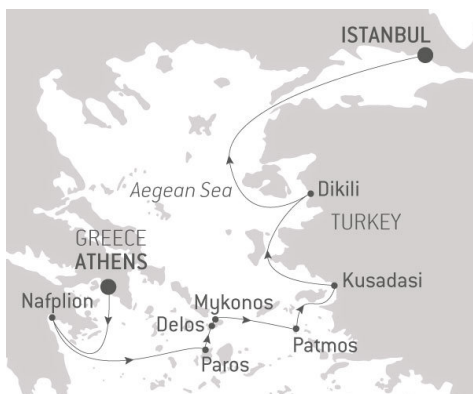 ISTANBUL
Dikili
Aegean Sea
TURKEY
GREECE
ATHENS
Kusadasi
Nafplion
Mykonos
Delos
Patmos
Paros